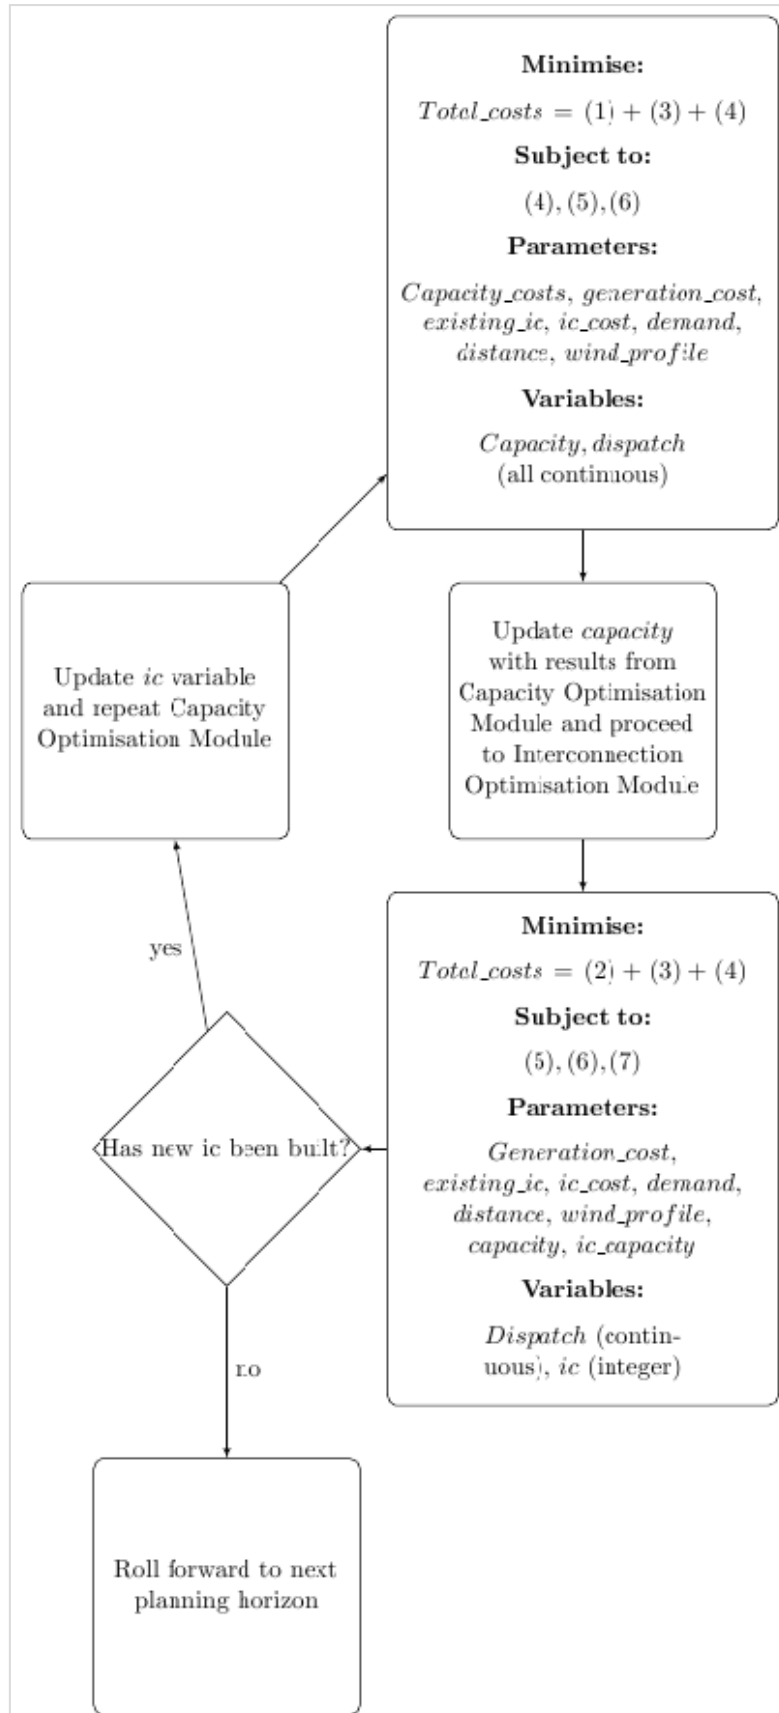 Minimise:
Total_costs = (1) + (3) + (4)
Subject to:
(4), (5), (6)
Parameters:
Capacity_costs, generation_cost,
existing_ic, ic_cost, demand,
distance, wind_profile
Variables:
Capacity, dispatch
(all continuous)
Update ic variable
and repeat Capacity
Optimisation Module
Update capacity
with results from
Capacity Optimisation
Module and proceed
to Interconnection
Optimisation Module
yes
Minimise:
Total_costs = (2) + (3) + (4)
Subject to:
(5), (6), (7)
Parameters:
Generation_cost,
existing_ic, ic_cost, demand,
distance, wind_profile,
capacity, ic_capacity
Variables:
Dispatch (contin-
uous), ic (integer)
Has new ic been built?
no
Roll forward to next
planning horizon